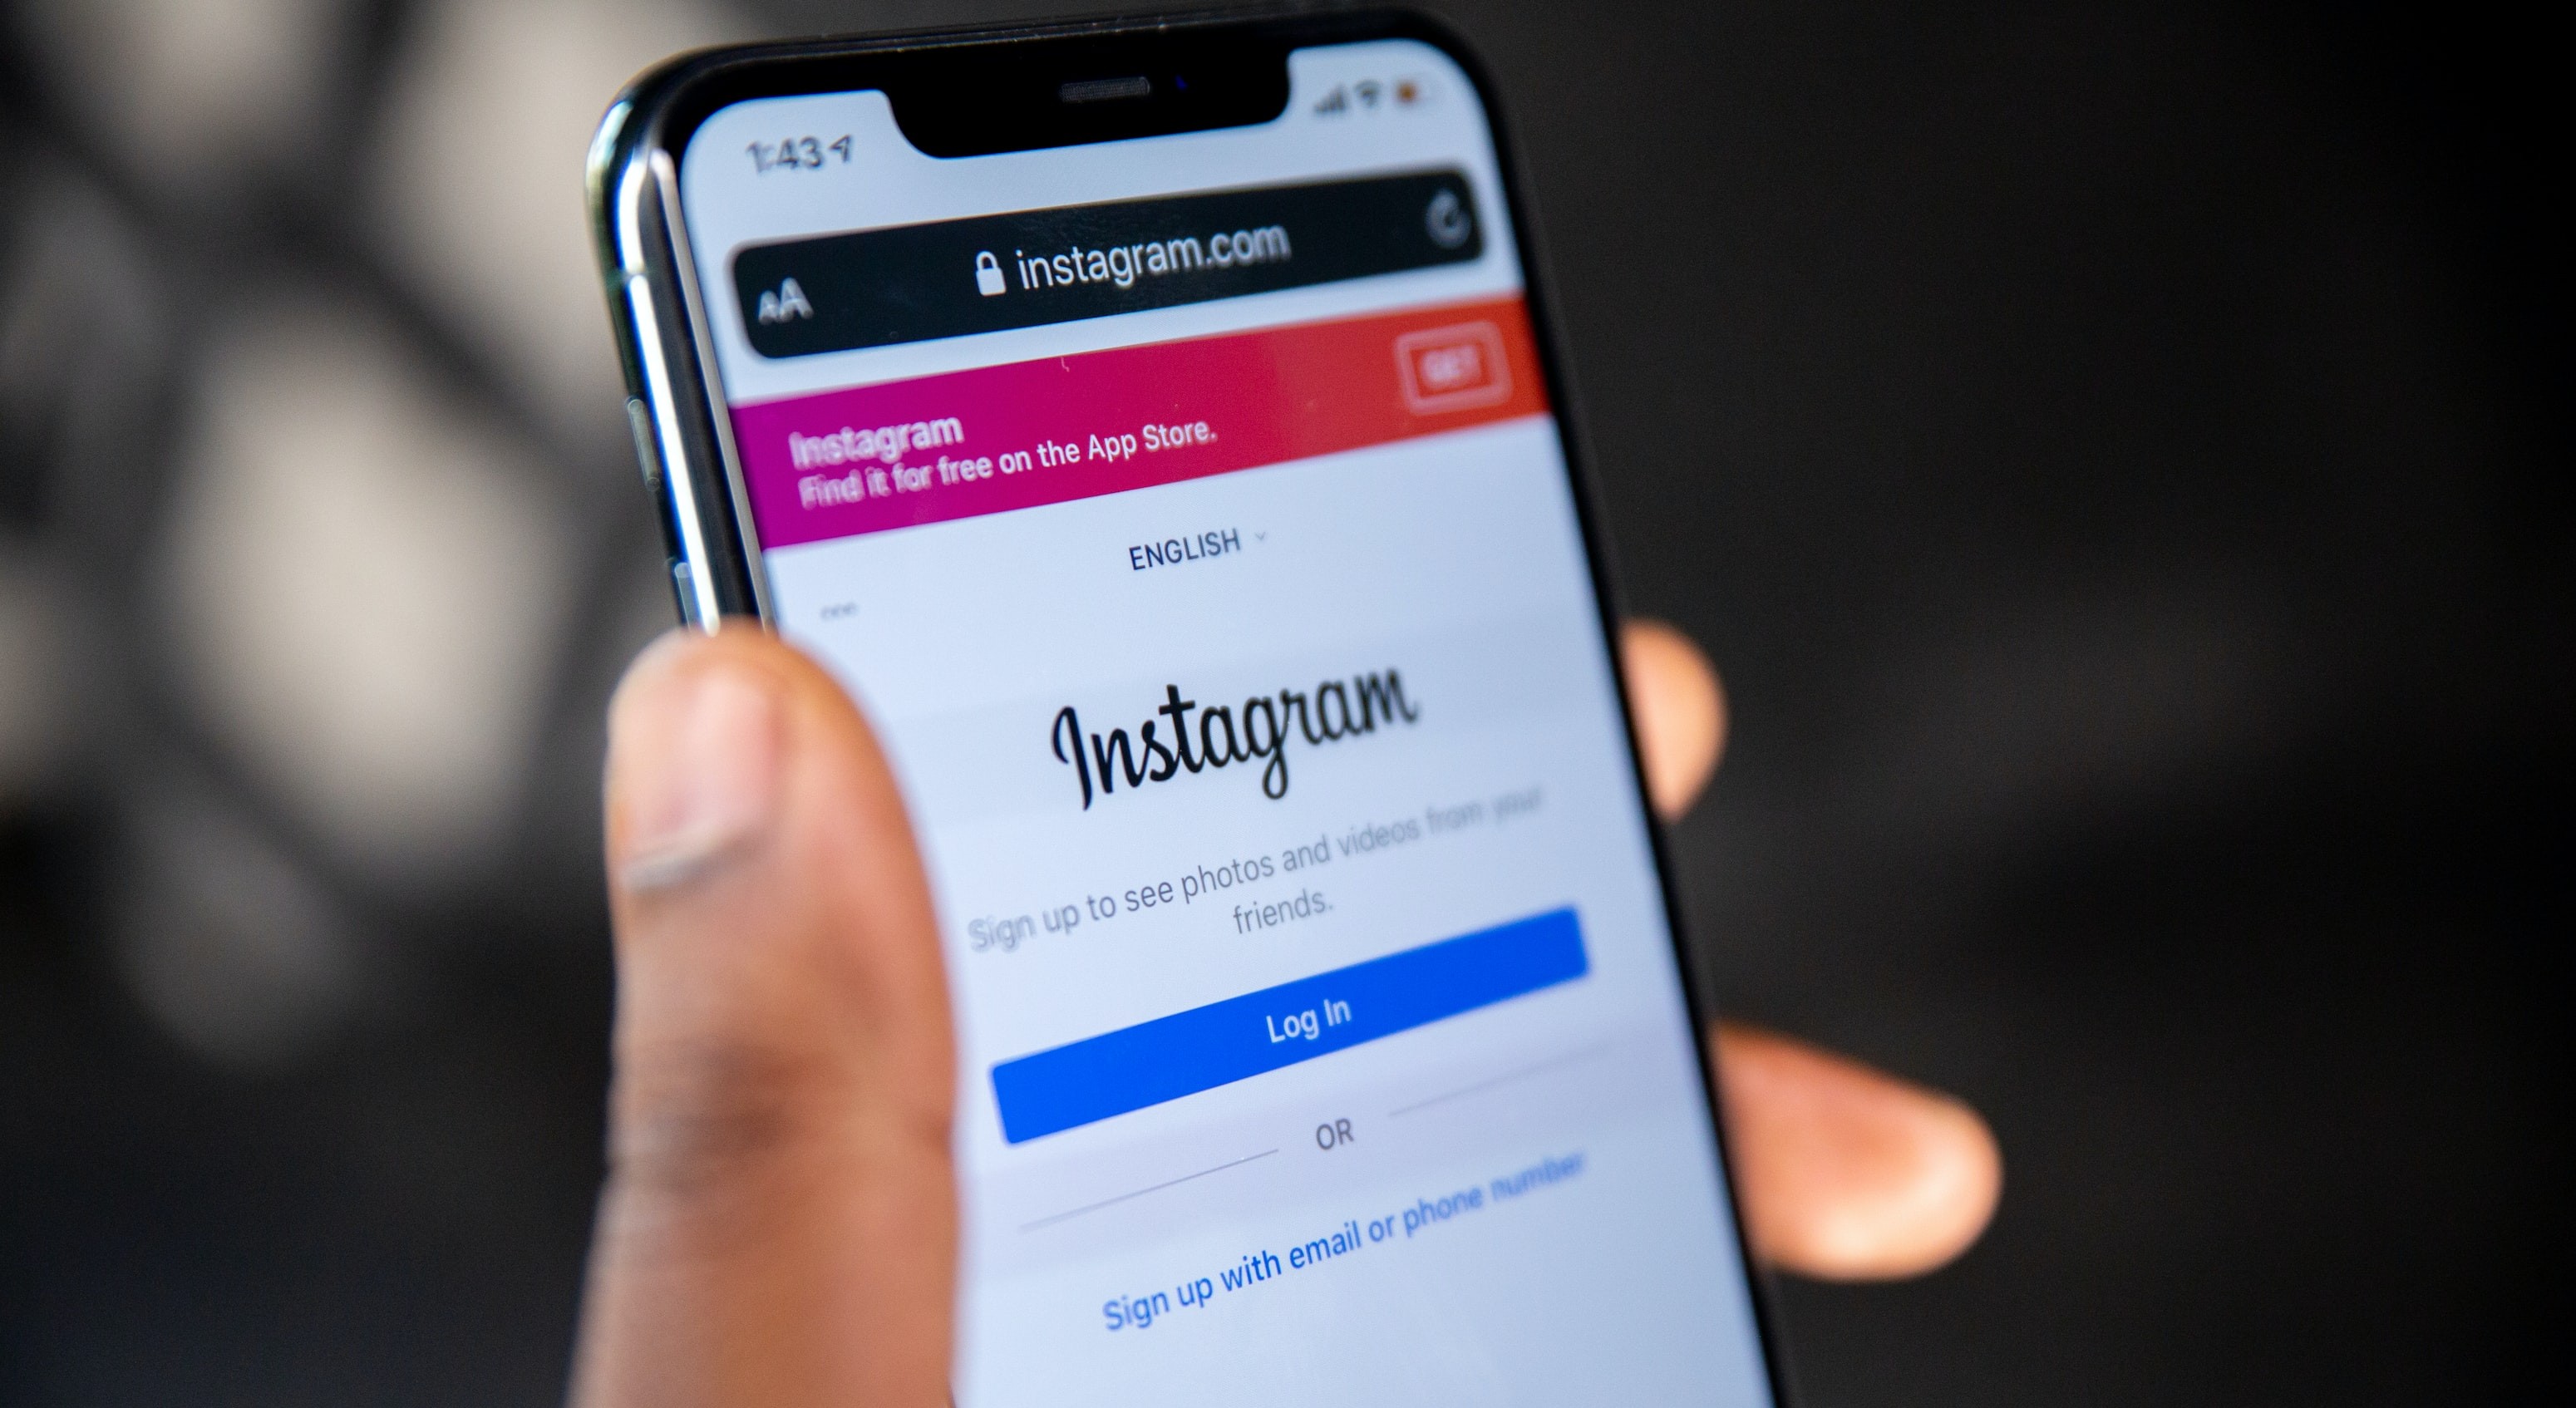 1:43
AA
instagram.com
Instagram
GET
Find it for free on the App Store.
ENGLISH
Instagram
Sign up to see photos and videos from your
friends.
Log In
OR
Sign up with email or phone number